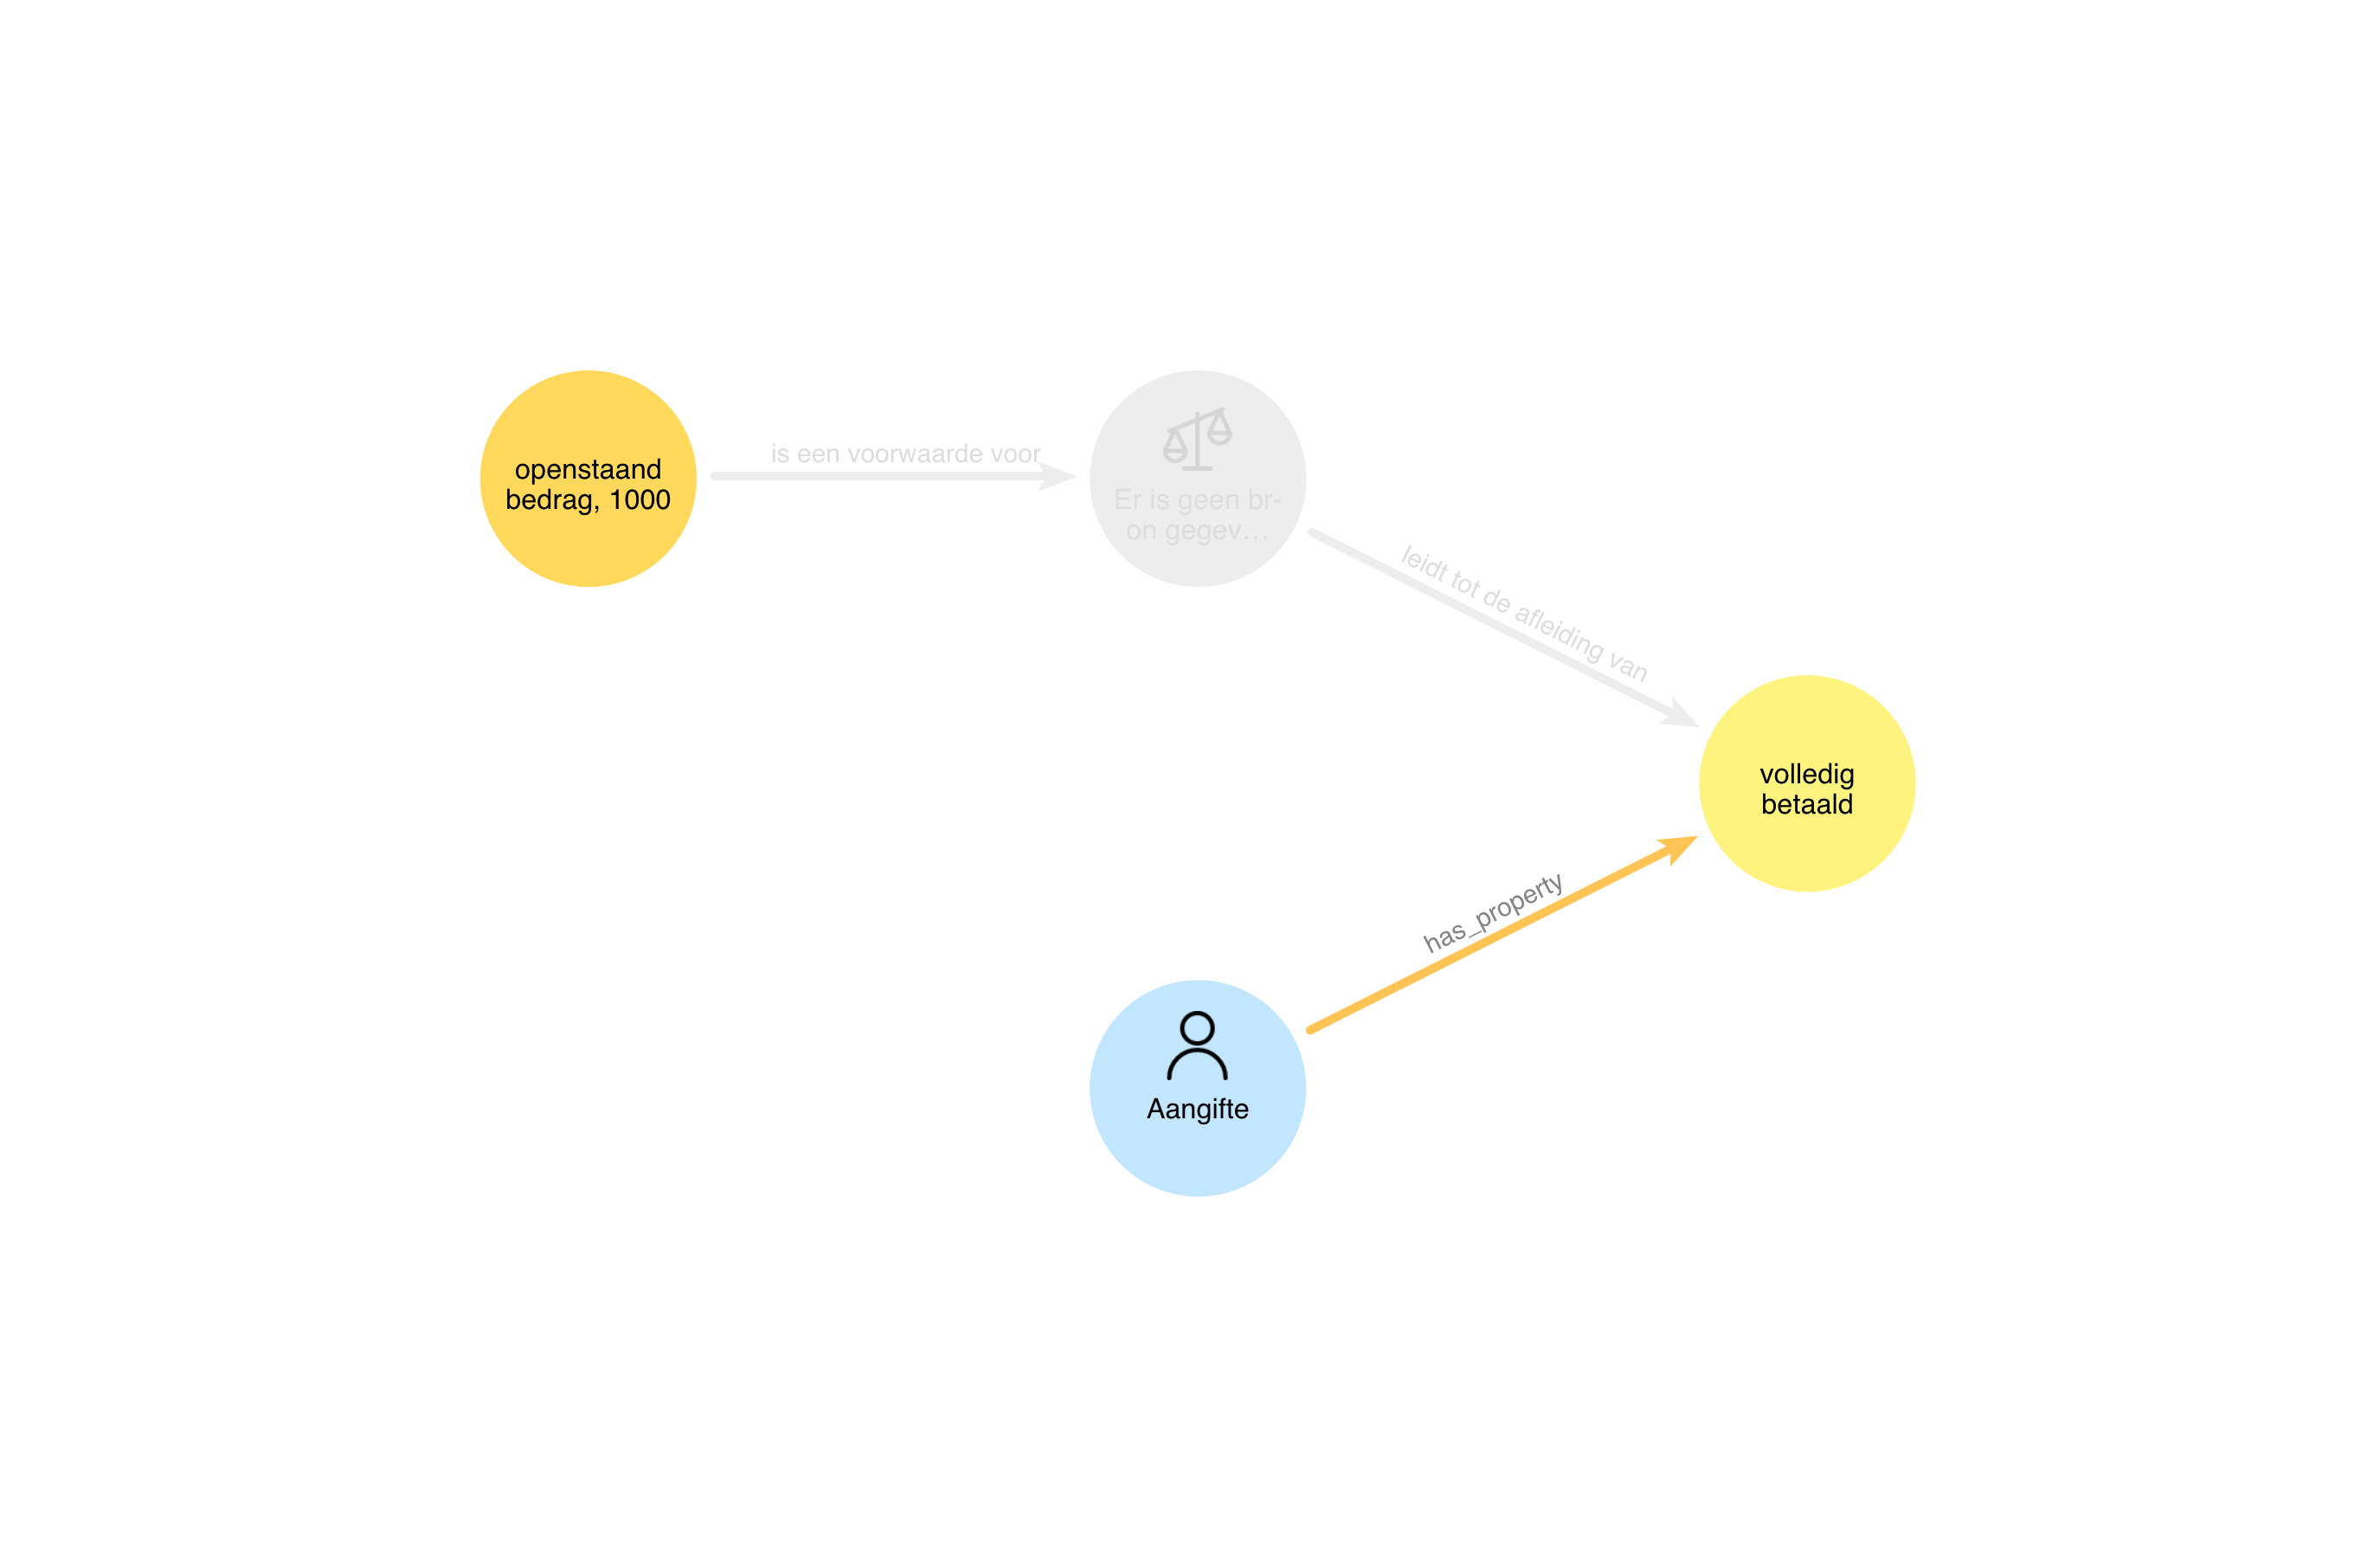 openstaand
bedrag, 1000
is een voorwaarde voor
Er is geen br-
on gegev...
leidt tot de afleiding van
volledig
betaald
has_property
Aangifte